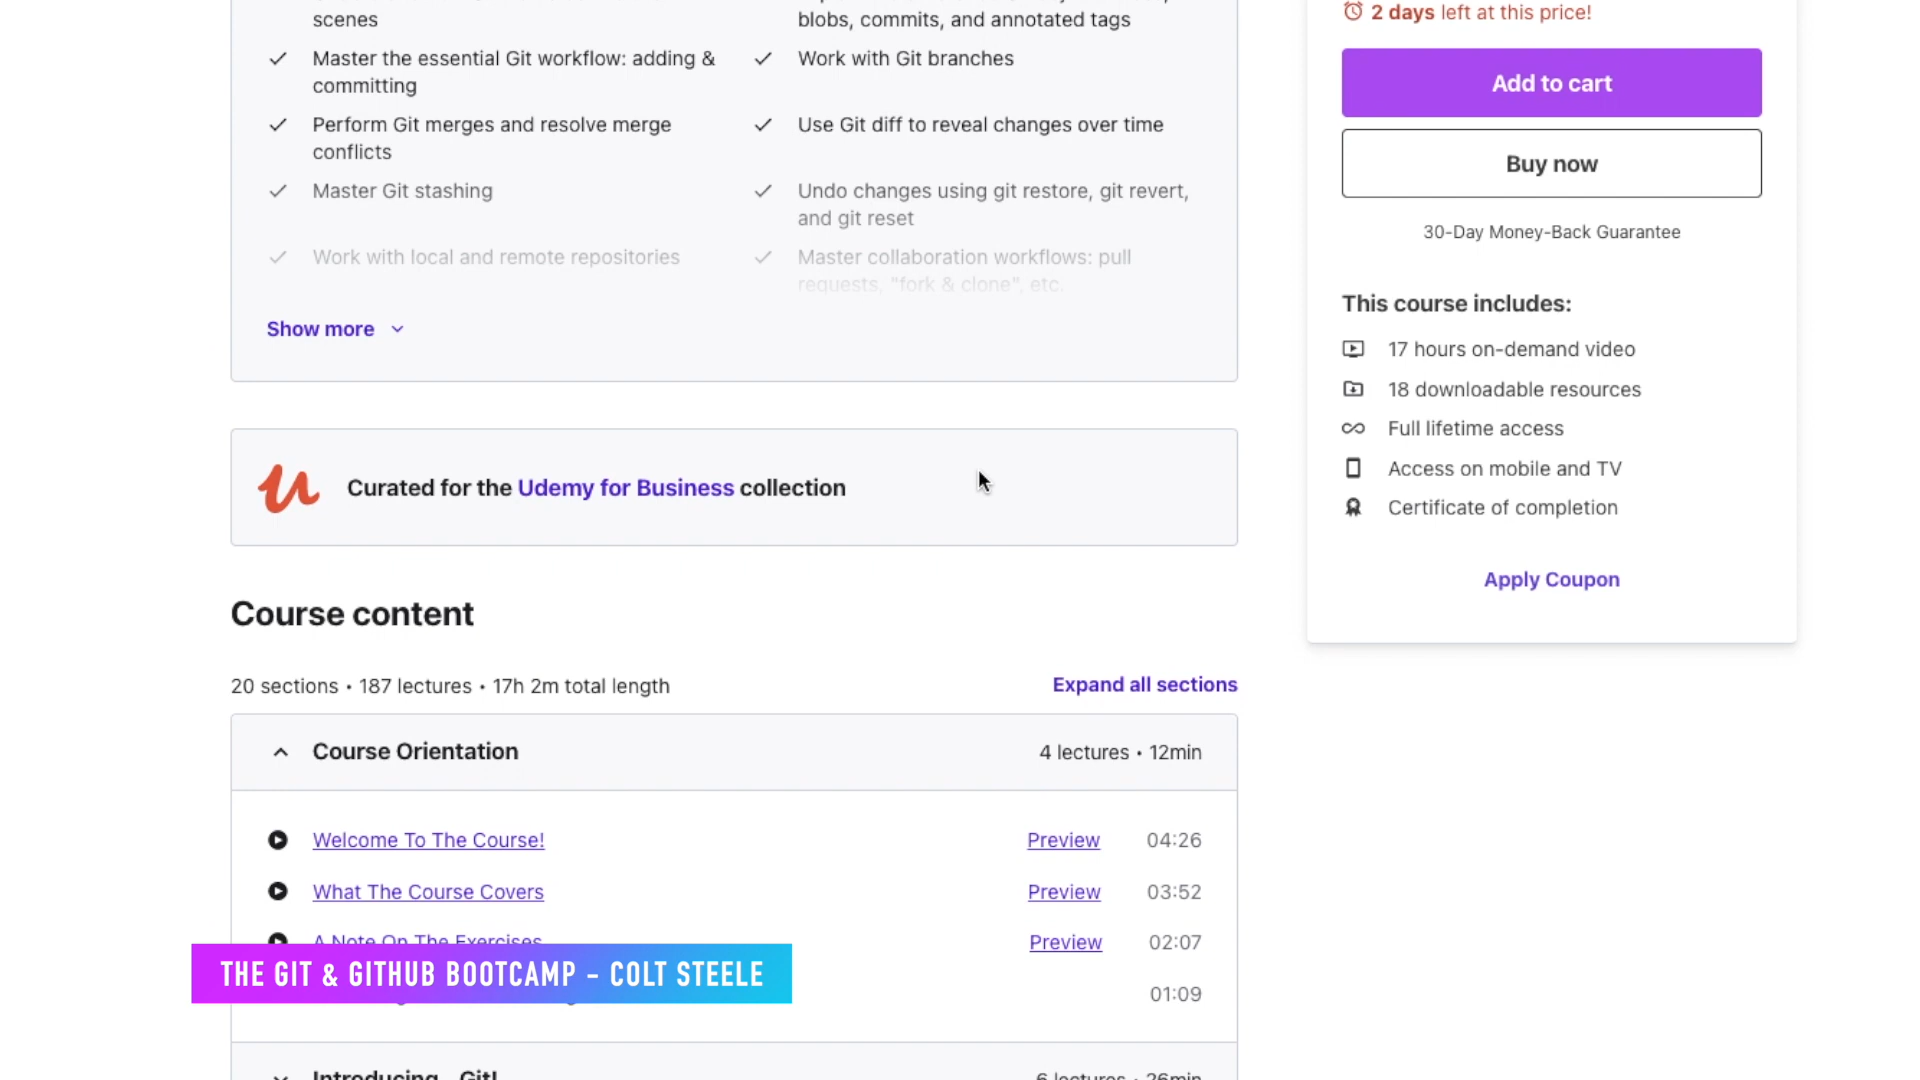 scenes
blobs, commits, and annotated tags
Master the essential Git workflow: adding &
committing
Work with Git branches
Perform Git merges and resolve merge
conflicts
Use Git diff to reveal changes over time
Master Git stashing
Undo changes using git restore, git revert,
and git reset
Work with local and remote repositories
Master collaboration workflows: pull
requests, "fork & clone", etc.
Show more
Curated for the Udemy for Business collection
Course content
20 sections • 187 lectures • 17h 2m total length
Expand all sections
Course Orientation
4 lectures • 12min
Welcome To The Course!
Preview
04:26
What The Course Covers
Preview
03:52
A Note On The Exercises
Preview
02:07
01:09
THE GIT & GITHUB BOOTCAMP - COLT STEELE
Introducing...Git!
6 lectures • 26min
2 days left at this price!
Add to cart
Buy now
30-Day Money-Back Guarantee
This course includes:
17 hours on-demand video
18 downloadable resources
Full lifetime access
Access on mobile and TV
Certificate of completion
Apply Coupon